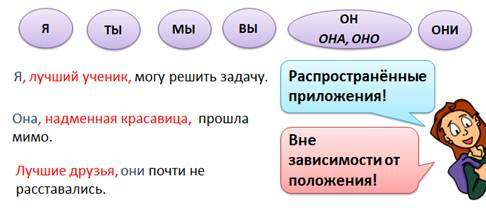 Я ТЫ МЫ ВЫ ОН ОНИ
ОНА, ОНО
Я, лучший ученик, могу решить задачу.
Она, надменная красавица, прошла
мимо.
Лучшие друзья, они почти не
расставались.
Распространённые
приложения!
Вне
зависимости от
положения!